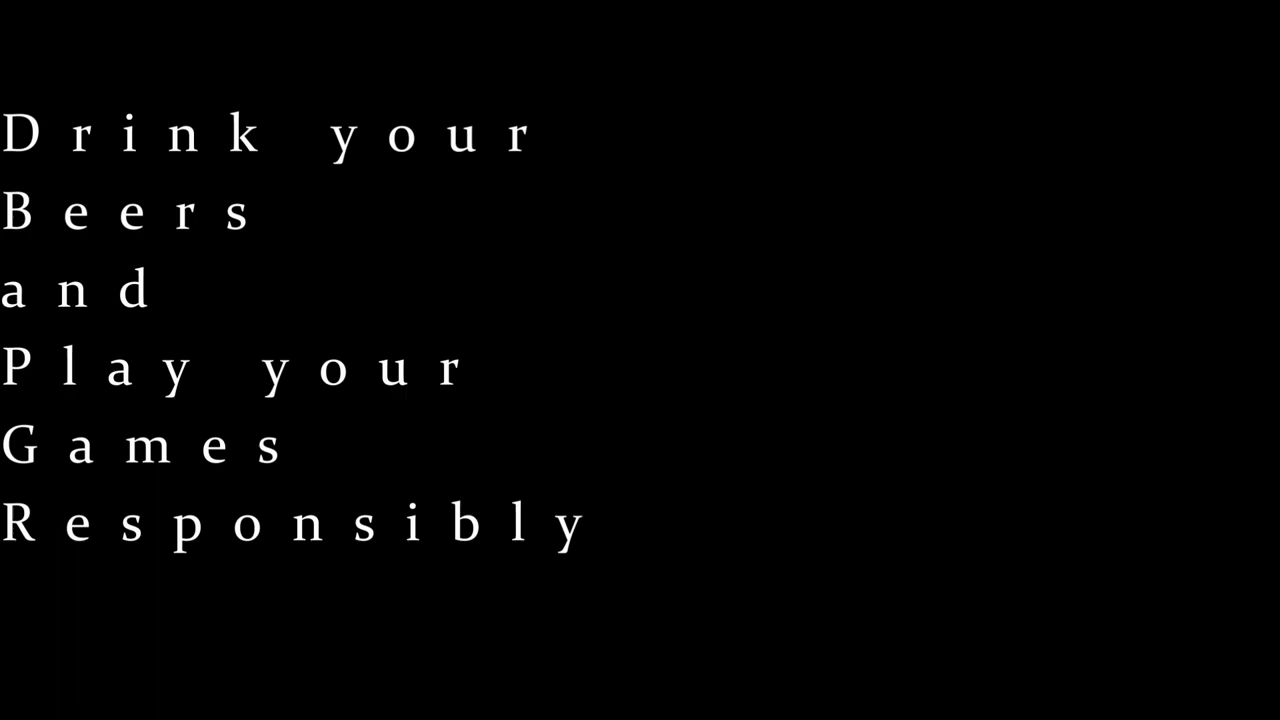 Drink your
Beers
and
Play your
Games
Responsibly